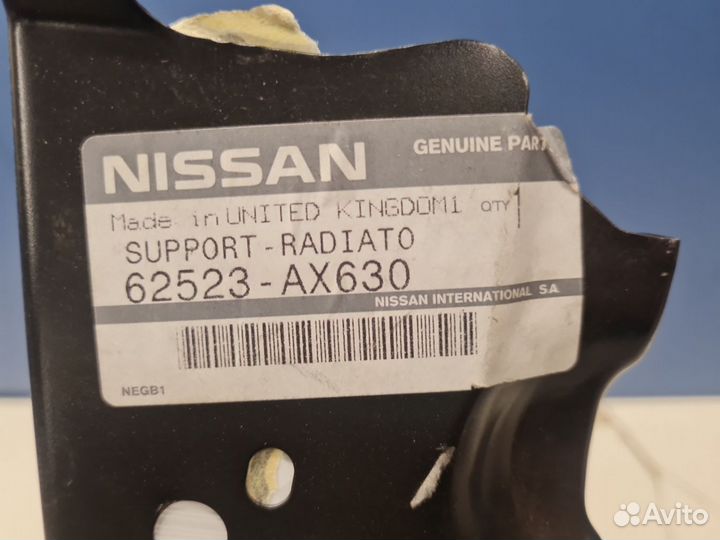 NISSAN
GENUINE PART
Made in UNITED KINGDOM1 QTY 1
SUPPORT-RADIATO
62523-AX630
NISSAN INTERNATIONAL S.A.
NEGB1
Avito